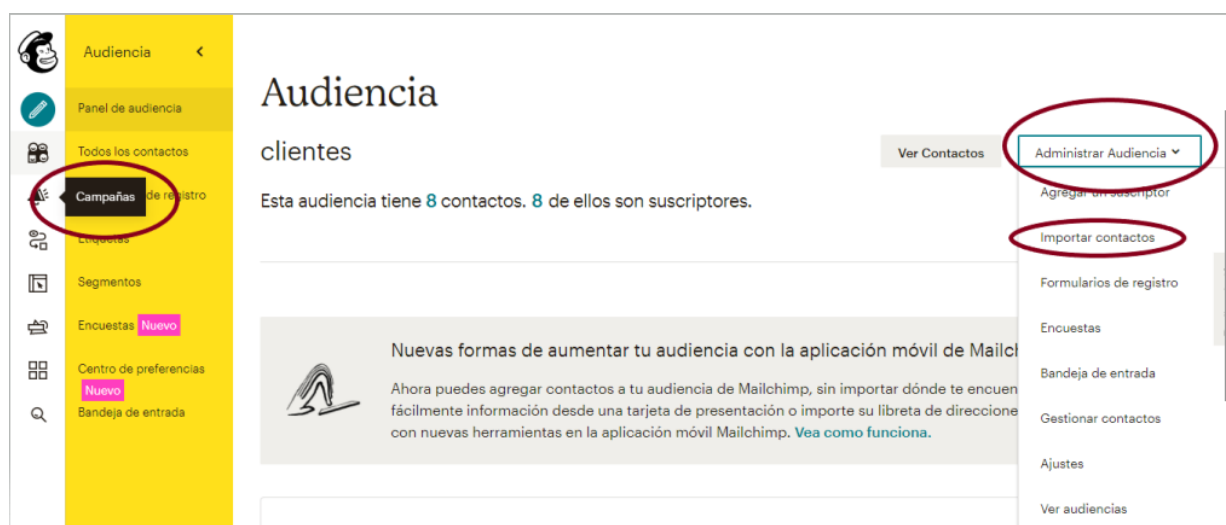 Audiencia
Panel de audiencia
Todos los contactos
Campañas
de registro
Etiquetas
Segmentos
Encuestas Nuevo
Centro de preferencias
Nuevo
Bandeja de entrada
Audiencia
clientes
Ver Contactos
Administrar Audiencia
Esta audiencia tiene 8 contactos. 8 de ellos son suscriptores.
Agregar un suscriptor
Importar contactos
Formularios de registro
Encuestas
Bandeja de entrada
Gestionar contactos
Ajustes
Ver audiencias
Nuevas formas de aumentar tu audiencia con la aplicación móvil de Mailch
Ahora puedes agregar contactos a tu audiencia de Mailchimp, sin importar dónde te encuen
fácilmente información desde una tarjeta de presentación o importe su libreta de direccione
con nuevas herramientas en la aplicación móvil Mailchimp. Vea como funciona.